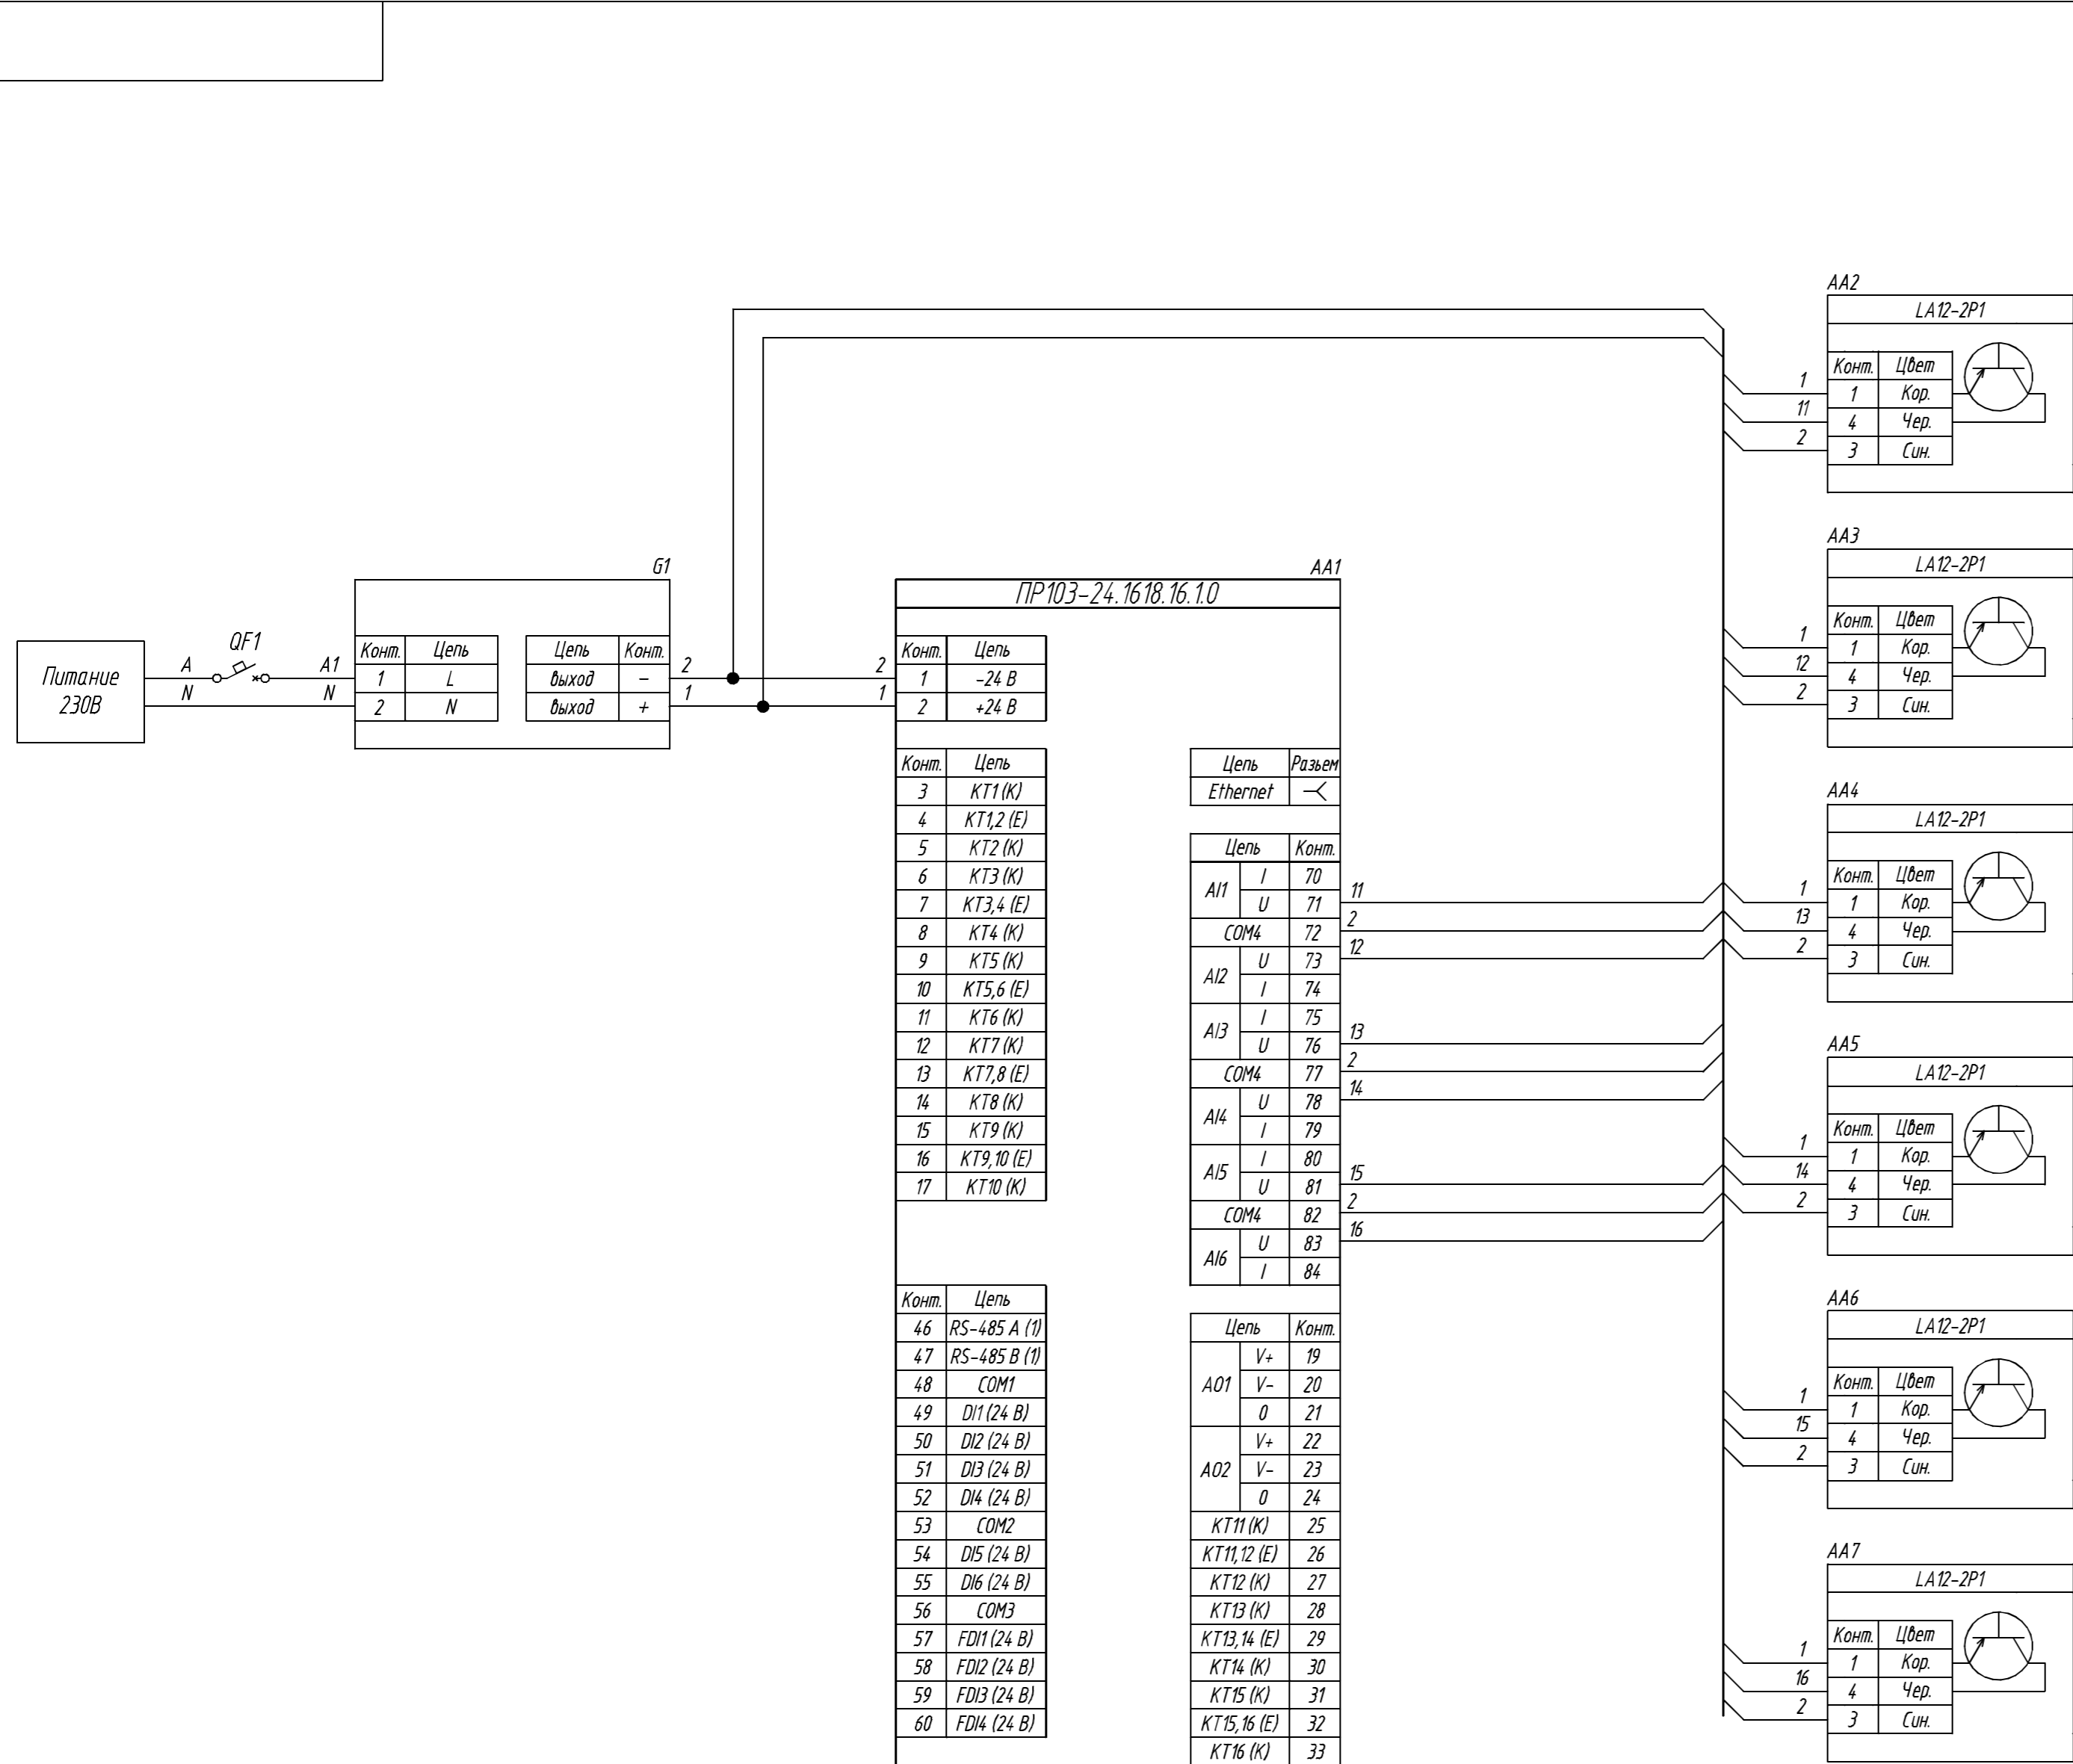 Питание
230В
A
N
QF1
A1
N
G1
Конт. Цепь
1 L
2 N
Цепь Конт.
выход −
выход +
2
1
2
1
AA1
ПР103-24.1618.16.1.0
Конт. Цепь
1 -24 В
2 +24 В
Конт. Цепь
3 КТ1 (К)
4 КТ1,2 (Е)
5 КТ2 (К)
6 КТ3 (К)
7 КТ3,4 (Е)
8 КТ4 (К)
9 КТ5 (К)
10 КТ5,6 (Е)
11 КТ6 (К)
12 КТ7 (К)
13 КТ7,8 (Е)
14 КТ8 (К)
15 КТ9 (К)
16 КТ9,10 (Е)
17 КТ10 (К)
Конт. Цепь
46 RS-485 A (1)
47 RS-485 B (1)
48 COM1
49 DI1 (24 В)
50 DI2 (24 В)
51 DI3 (24 В)
52 DI4 (24 В)
53 COM2
54 DI5 (24 В)
55 DI6 (24 В)
56 COM3
57 FDI1 (24 В)
58 FDI2 (24 В)
59 FDI3 (24 В)
60 FDI4 (24 В)
Цепь Разъем
Ethernet
Цепь Конт.
AI1 I 70
U 71 11
COM4 72 2
AI2 U 73 12
I 74
AI3 I 75
U 76 13
COM4 77 2
AI4 U 78 14
I 79
AI5 I 80
U 81 15
COM4 82 2
AI6 U 83 16
I 84
Цепь Конт.
AO1 V+ 19
V- 20
0 21
AO2 V+ 22
V- 23
0 24
КТ11 (К) 25
КТ11,12 (Е) 26
КТ12 (К) 27
КТ13 (К) 28
КТ13,14 (Е) 29
КТ14 (К) 30
КТ15 (К) 31
КТ15,16 (Е) 32
КТ16 (К) 33
AA2
LA12-2P1
Конт. Цвет
1 1 Кор.
11 4 Чер.
2 3 Син.
AA3
LA12-2P1
Конт. Цвет
1 1 Кор.
12 4 Чер.
2 3 Син.
AA4
LA12-2P1
Конт. Цвет
1 1 Кор.
13 4 Чер.
2 3 Син.
AA5
LA12-2P1
Конт. Цвет
1 1 Кор.
14 4 Чер.
2 3 Син.
AA6
LA12-2P1
Конт. Цвет
1 1 Кор.
15 4 Чер.
2 3 Син.
AA7
LA12-2P1
Конт. Цвет
1 1 Кор.
16 4 Чер.
2 3 Син.